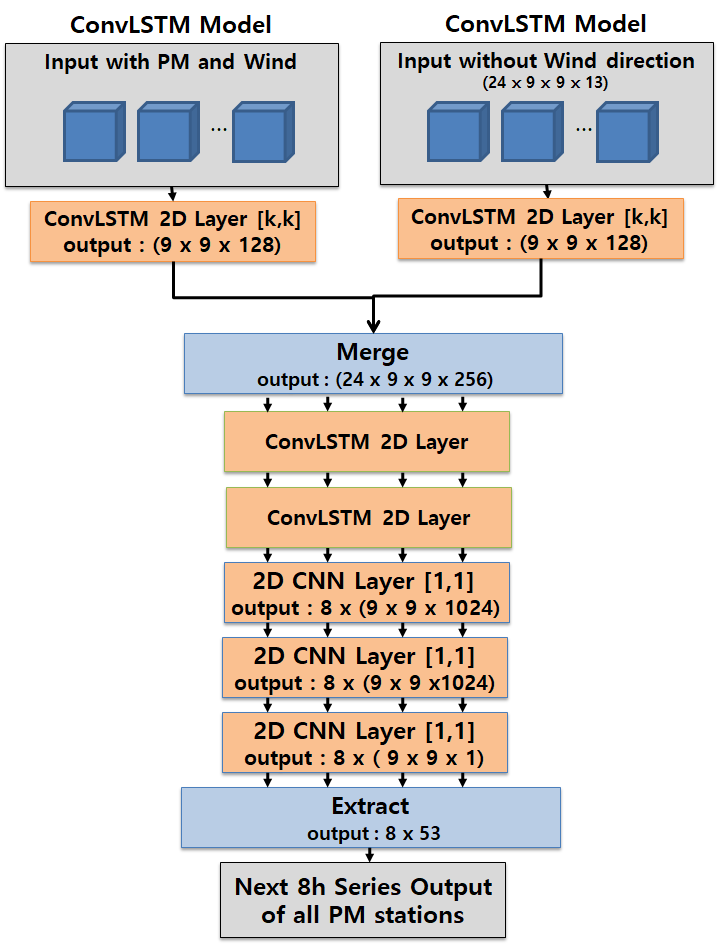 ConvLSTM Model
Input with PM and Wind
...
ConvLSTM 2D Layer [k,k]
output : (9 x 9 x 128)
ConvLSTM Model
Input without Wind direction
(24 x 9 x 9 x 13)
...
ConvLSTM 2D Layer [k,k]
output : (9 x 9 x 128)
Merge
output : (24 x 9 x 9 x 256)
ConvLSTM 2D Layer
ConvLSTM 2D Layer
2D CNN Layer [1,1]
output : 8 x (9 x 9 x 1024)
2D CNN Layer [1,1]
output : 8 x (9 x 9 x1024)
2D CNN Layer [1,1]
output : 8 x ( 9 x 9 x 1)
Extract
output : 8 x 53
Next 8h Series Output
of all PM stations